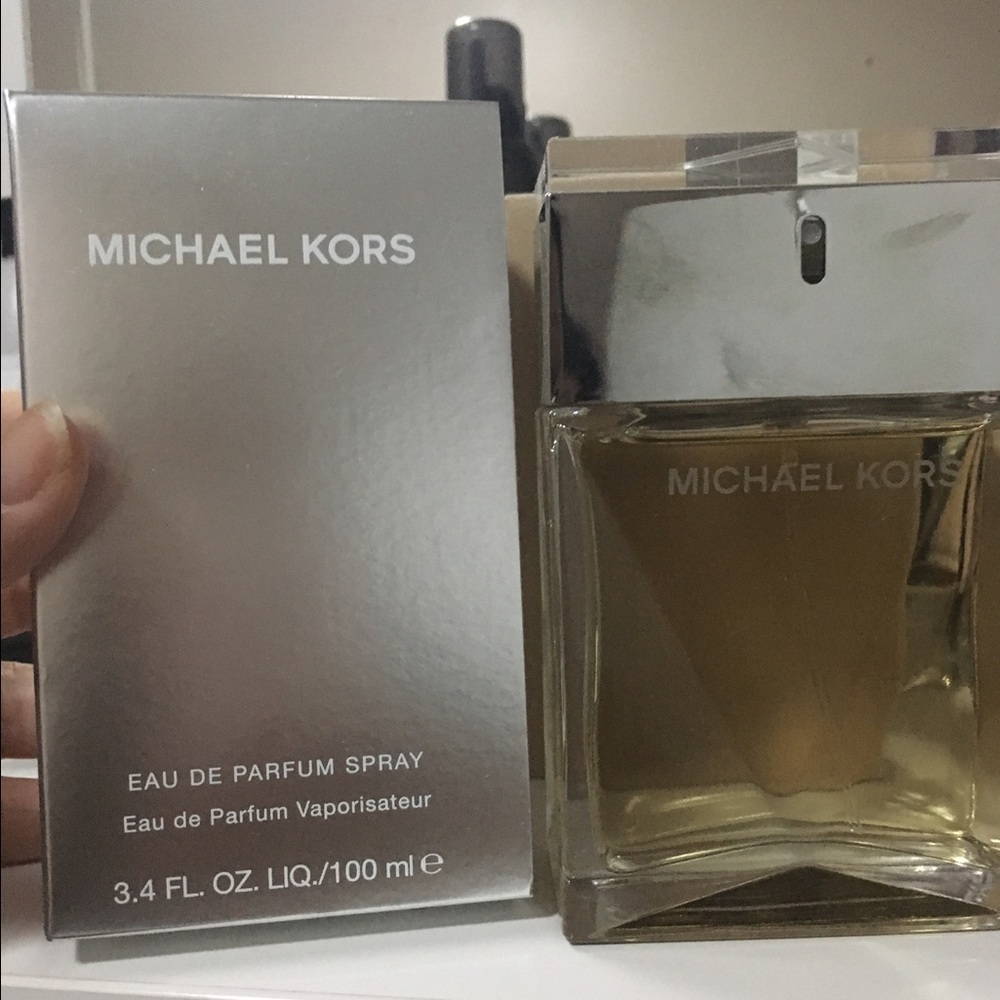 MICHAEL KORS
EAU DE PARFUM SPRAY
Eau de Parfum Vaporisateur
3.4 FL. OZ. LIQ./100 ml ℮
MICHAEL KORS